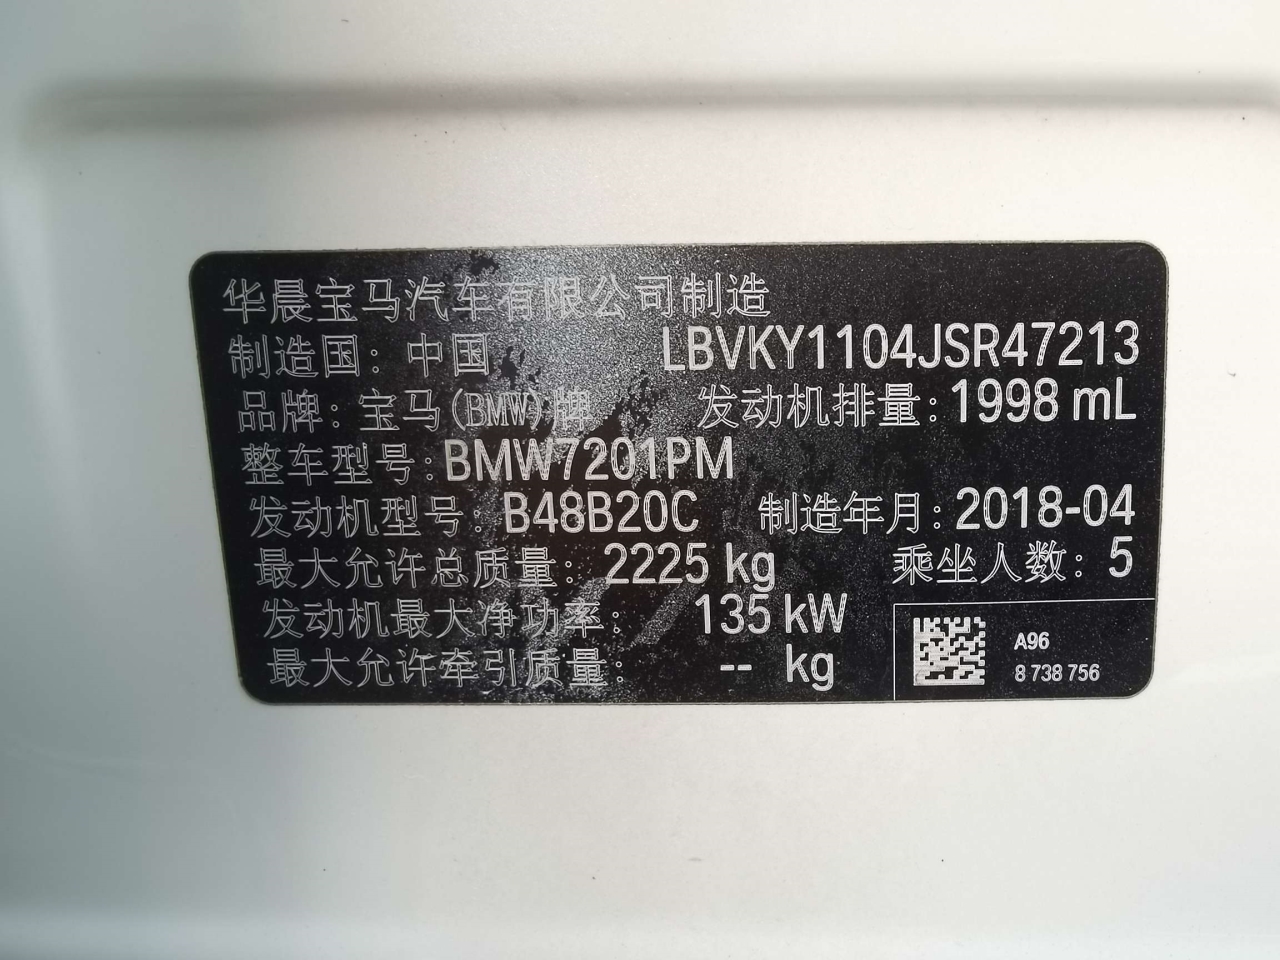 华晨宝马汽车有限公司制造
制造国：中国 LBVKY1104JSR47213
品牌：宝马(BMW)牌 发动机排量：1998 mL
整车型号：BMW7201PM
发动机型号：B48B20C 制造年月：2018-04
最大允许总质量：2225 kg 乘坐人数：5
发动机最大净功率：135 kW
最大允许牵引质量：-- kg
A96
8 738 756